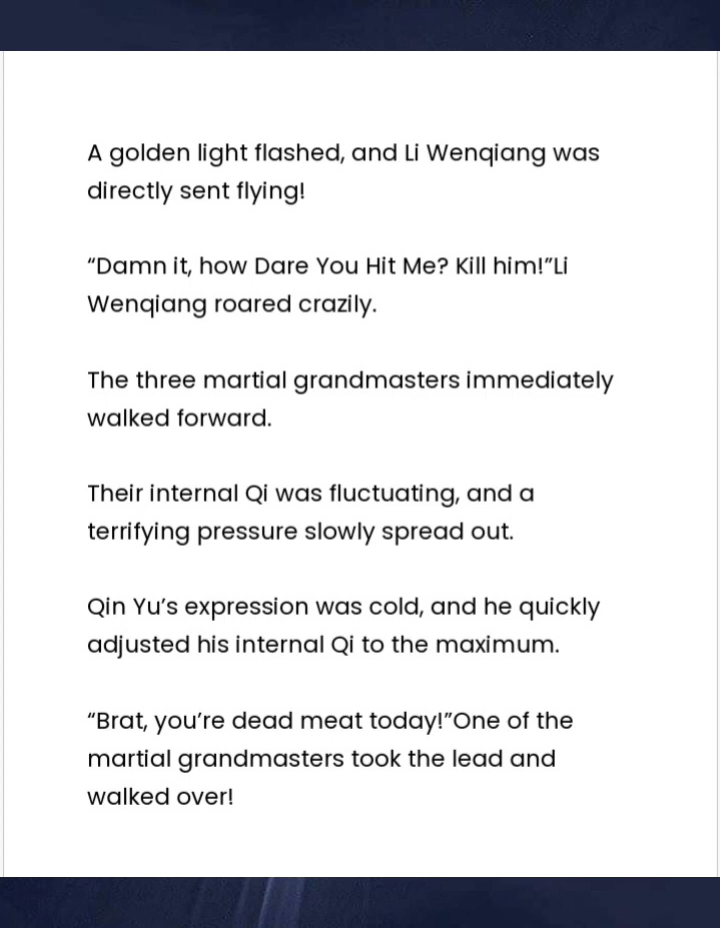 A golden light flashed, and Li Wenqiang was
directly sent flying!
“Damn it, how Dare You Hit Me? Kill him!”Li
Wenqiang roared crazily.
The three martial grandmasters immediately
walked forward.
Their internal Qi was fluctuating, and a
terrifying pressure slowly spread out.
Qin Yu’s expression was cold, and he quickly
adjusted his internal Qi to the maximum.
“Brat, you’re dead meat today!”One of the
martial grandmasters took the lead and
walked over!